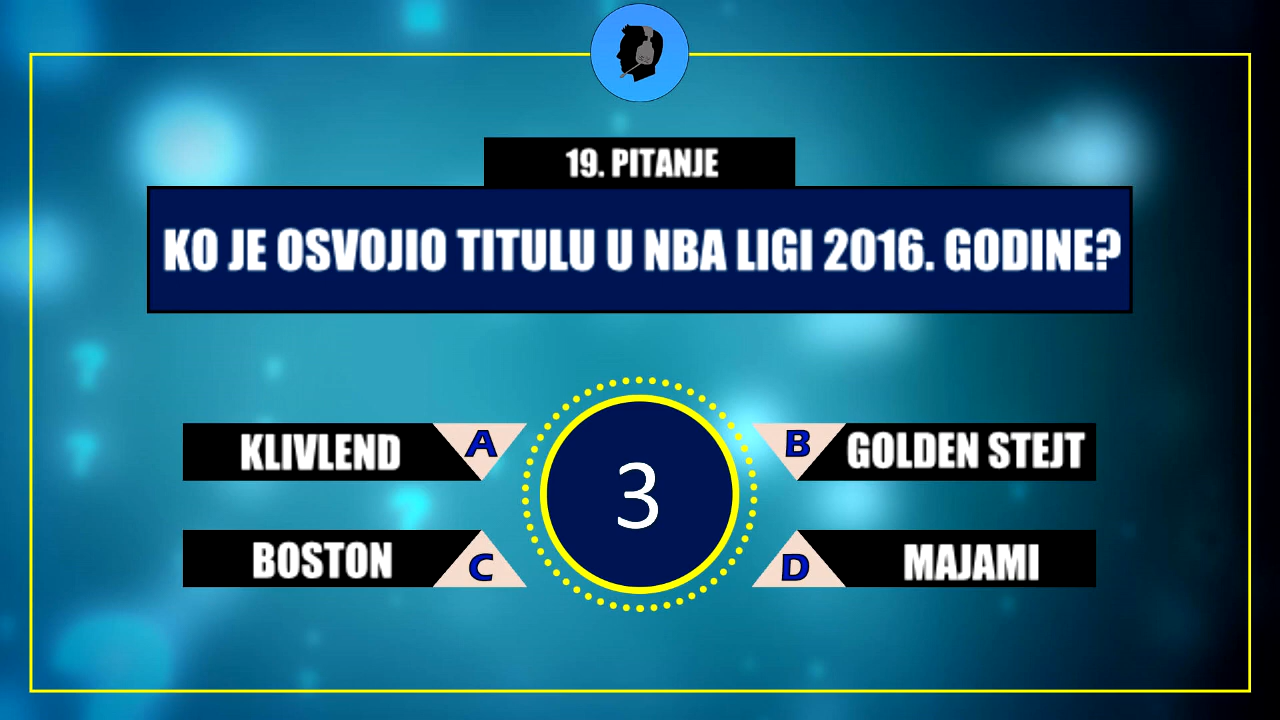 19. PITANJE
KO JE OSVOJIO TITULU U NBA LIGI 2016. GODINE?
KLIVLEND A
B GOLDEN STEJT
3
BOSTON C
D MAJAMI